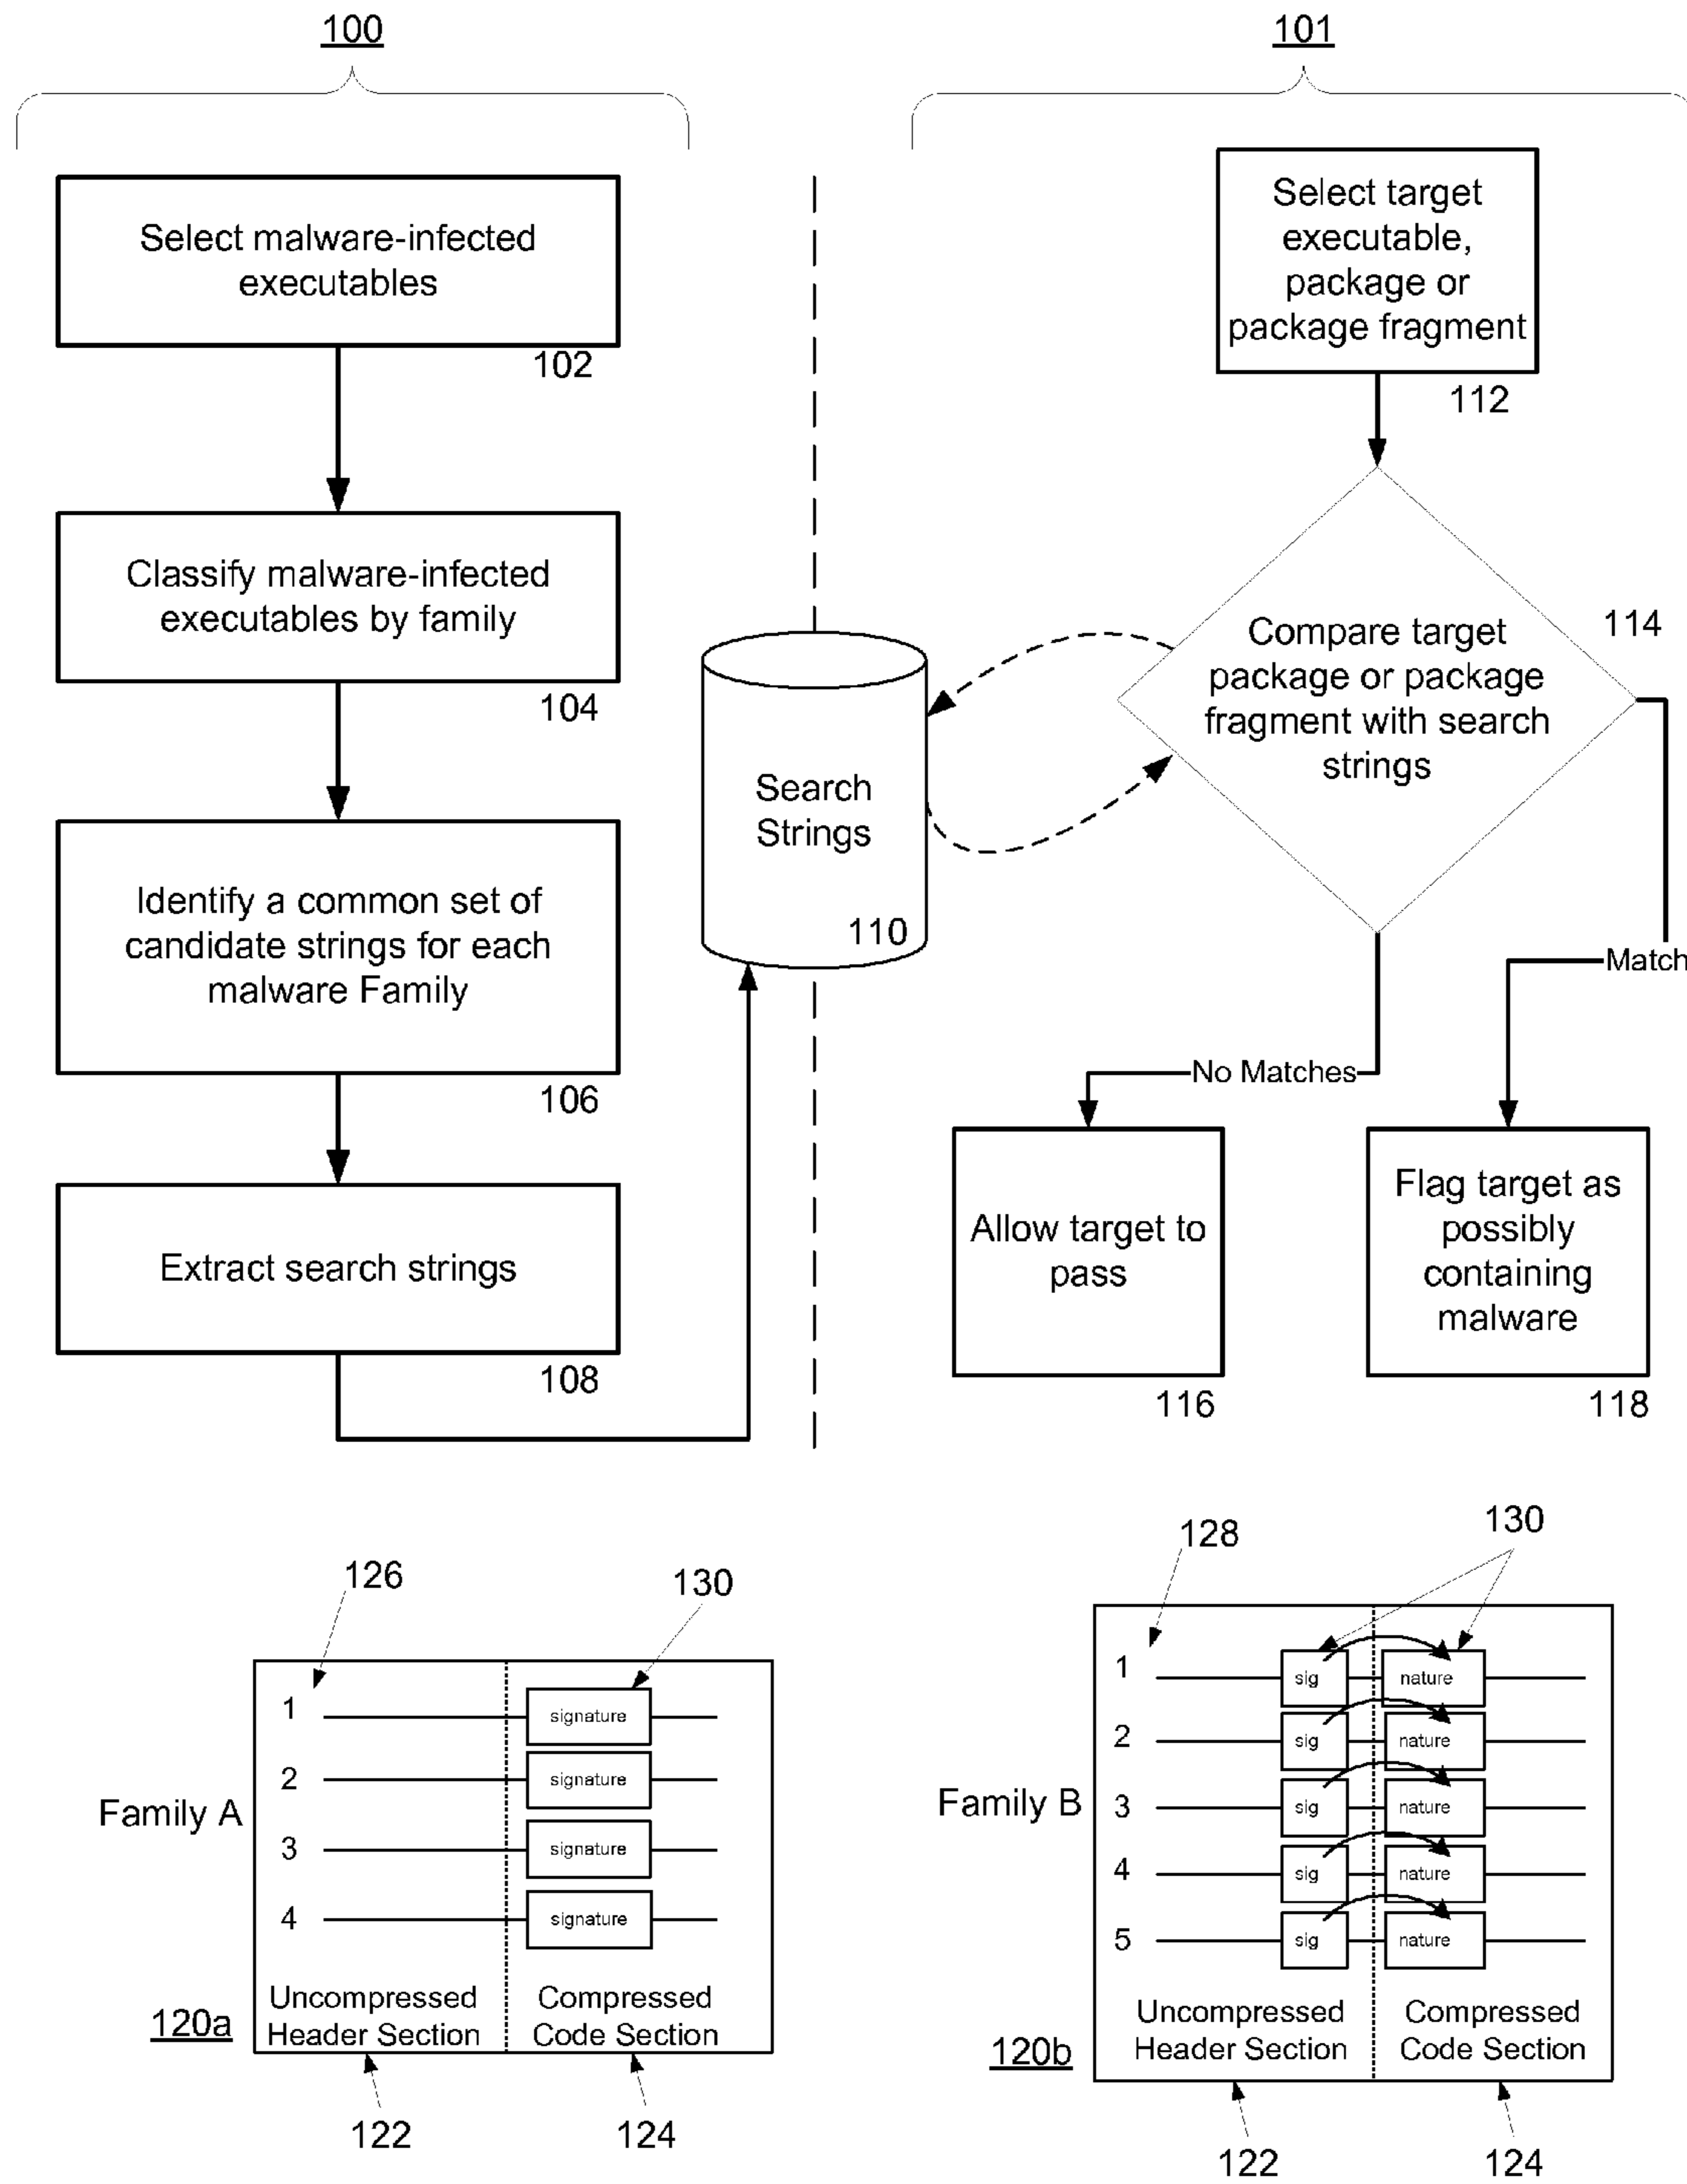 100
Select malware-infected
executables
102
Classify malware-infected
executables by family
104
Identify a common set of
candidate strings for each
malware Family
106
Extract search strings
108
Search
Strings
110
101
Select target
executable,
package or
package fragment
112
Compare target
package or package
fragment with search
strings
114
Match
No Matches
Allow target to
pass
116
Flag target as
possibly
containing
malware
118
126
130
Family A
1
signature
2
signature
3
signature
4
signature
Uncompressed
Header Section
Compressed
Code Section
120a
122
124
128
130
Family B
1
sig
nature
2
sig
nature
3
sig
nature
4
sig
nature
5
sig
nature
Uncompressed
Header Section
Compressed
Code Section
120b
122
124